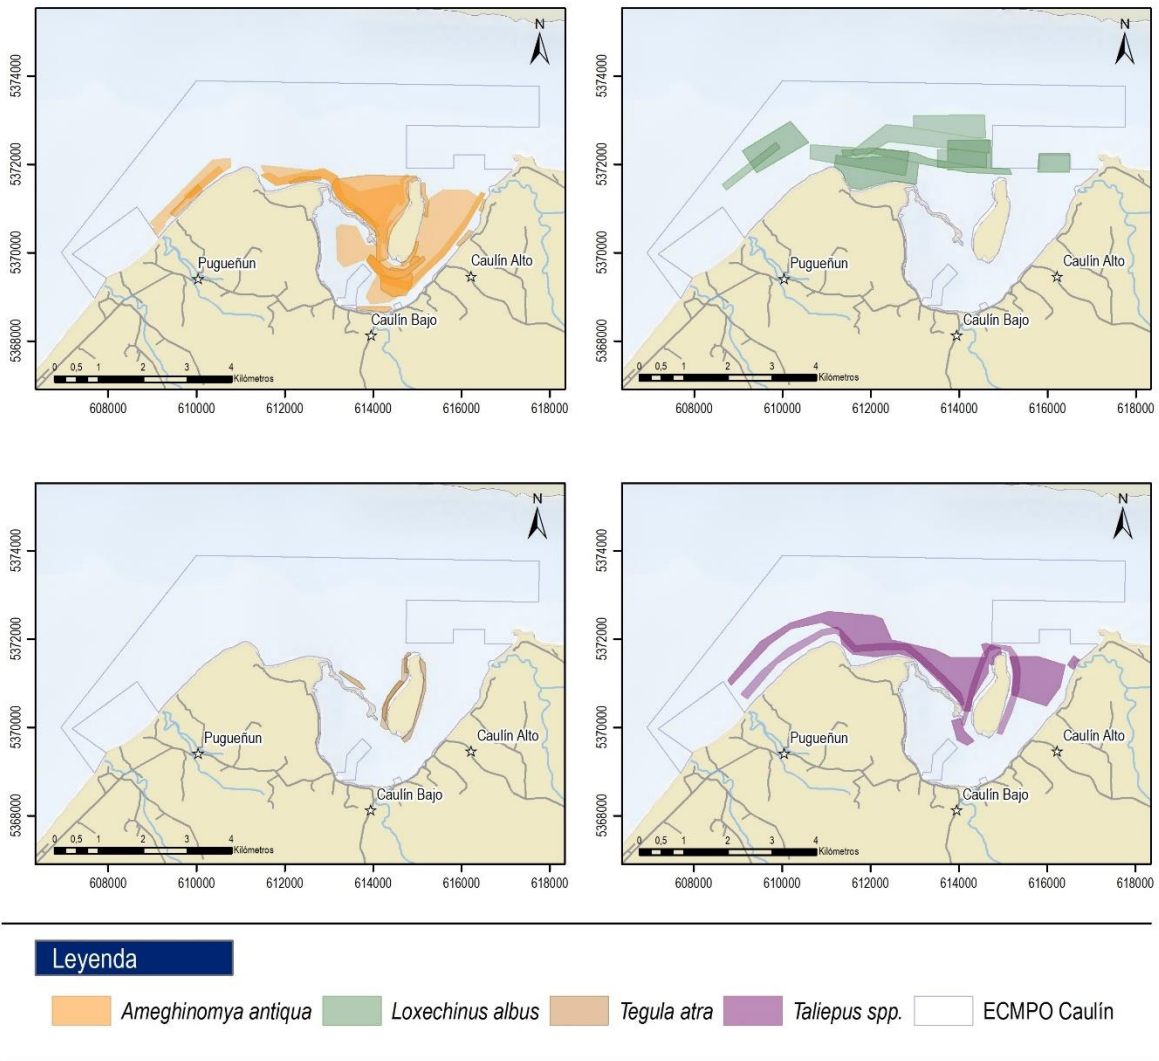 N
N
5374000
5372000
5370000
5368000
Pugueñun
Caulín Alto
Caulín Bajo
0 0,5 1 2 3 4
Kilómetros
608000 610000 612000 614000 616000 618000
5374000
5372000
5370000
5368000
Pugueñun
Caulín Alto
Caulín Bajo
0 0,5 1 2 3 4
Kilómetros
608000 610000 612000 614000 616000 618000
N
N
5374000
5372000
5370000
5368000
Pugueñun
Caulín Alto
Caulín Bajo
0 0,5 1 2 3 4
Kilómetros
608000 610000 612000 614000 616000 618000
5374000
5372000
5370000
5368000
Pugueñun
Caulín Alto
Caulín Bajo
0 0,5 1 2 3 4
Kilómetros
608000 610000 612000 614000 616000 618000
Leyenda
Ameghinomya antiqua Loxechinus albus Tegula atra Taliepus spp. ECMPO Caulín